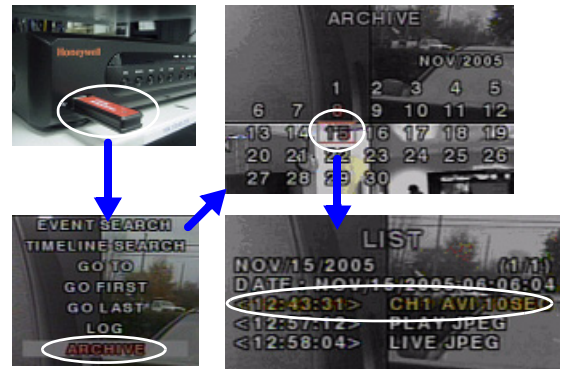 Honeywell
ARCHIVE
NOV/2005
1 2 3 4 5
6 7 8 9 10 11 12
13 14 15 16 17 18 19
20 21 22 23 24 25 26
27 28 29 30
EVENT SEARCH
TIMELINE SEARCH
GO TO
GO FIRST
GO LAST
LOG
ARCHIVE
LIST
NOV/15/2005 (1/1)
DATE : NOV/15/2005 06:06:04
<12:43:31> CH1 AVI 10SEC
<12:57:12> PLAY JPEG
<12:58:04> LIVE JPEG